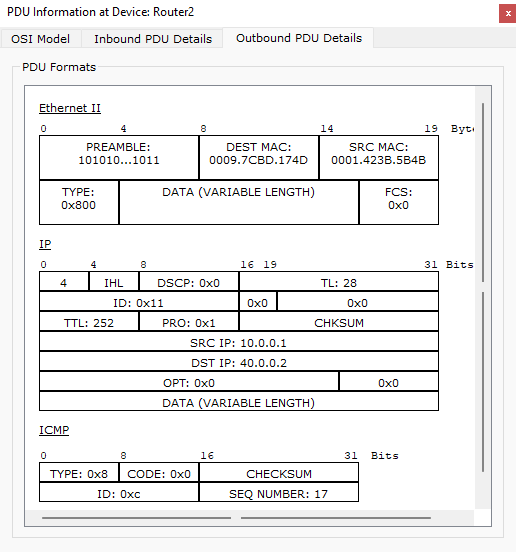 PDU Information at Device: Router2
x
OSI Model Inbound PDU Details Outbound PDU Details
PDU Formats
Ethernet II
0 4 8 14 19 Byte
PREAMBLE: DEST MAC: SRC MAC:
101010...1011 0009.7CBD.174D 0001.423B.5B4B
TYPE: DATA (VARIABLE LENGTH) FCS:
0x800 0x0
IP
0 4 8 16 19 31 Bits
4 IHL DSCP: 0x0 TL: 28
ID: 0x11 0x0 0x0
TTL: 252 PRO: 0x1 CHKSUM
SRC IP: 10.0.0.1
DST IP: 40.0.0.2
OPT: 0x0 0x0
DATA (VARIABLE LENGTH)
ICMP
0 8 16 31 Bits
TYPE: 0x8 CODE: 0x0 CHECKSUM
ID: 0xc SEQ NUMBER: 17